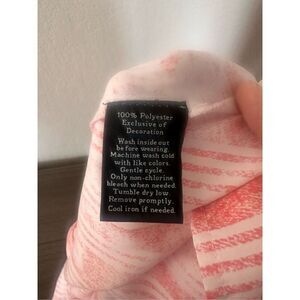 100% Polyester
Exclusive of
Decoration
Wash inside out
before wearing.
Machine wash cold
with like colors.
Gentle cycle.
Only non-chlorine
bleach when needed.
Tumble dry low.
Remove promptly.
Cool iron if needed.